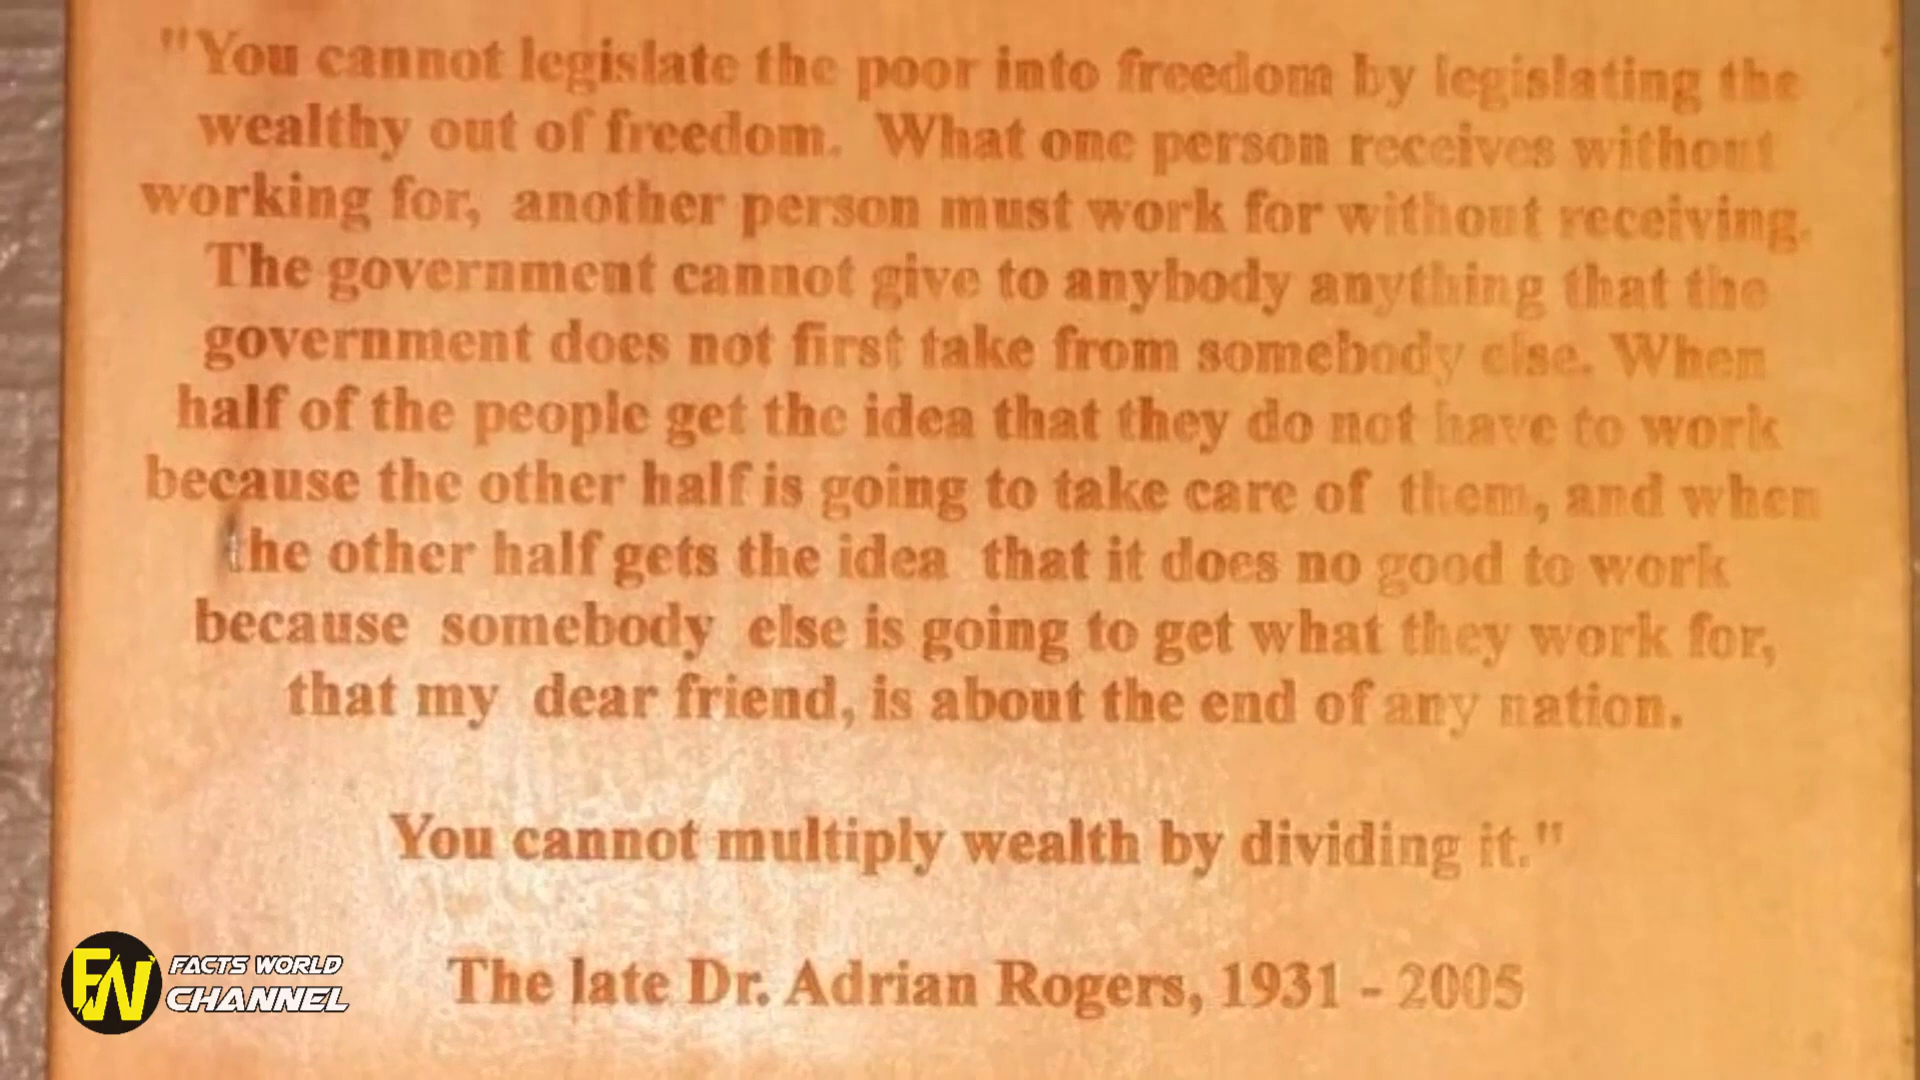 "You cannot legislate the poor into freedom by legislating the
wealthy out of freedom. What one person receives without
working for, another person must work for without receiving.
The government cannot give to anybody anything that the
government does not first take from somebody else. When
half of the people get the idea that they do not have to work
because the other half is going to take care of them, and when
the other half gets the idea that it does no good to work
because somebody else is going to get what they work for,
that my dear friend, is about the end of any nation.
You cannot multiply wealth by dividing it."
The late Dr. Adrian Rogers, 1931 - 2005
FW FACTS WORLD
CHANNEL